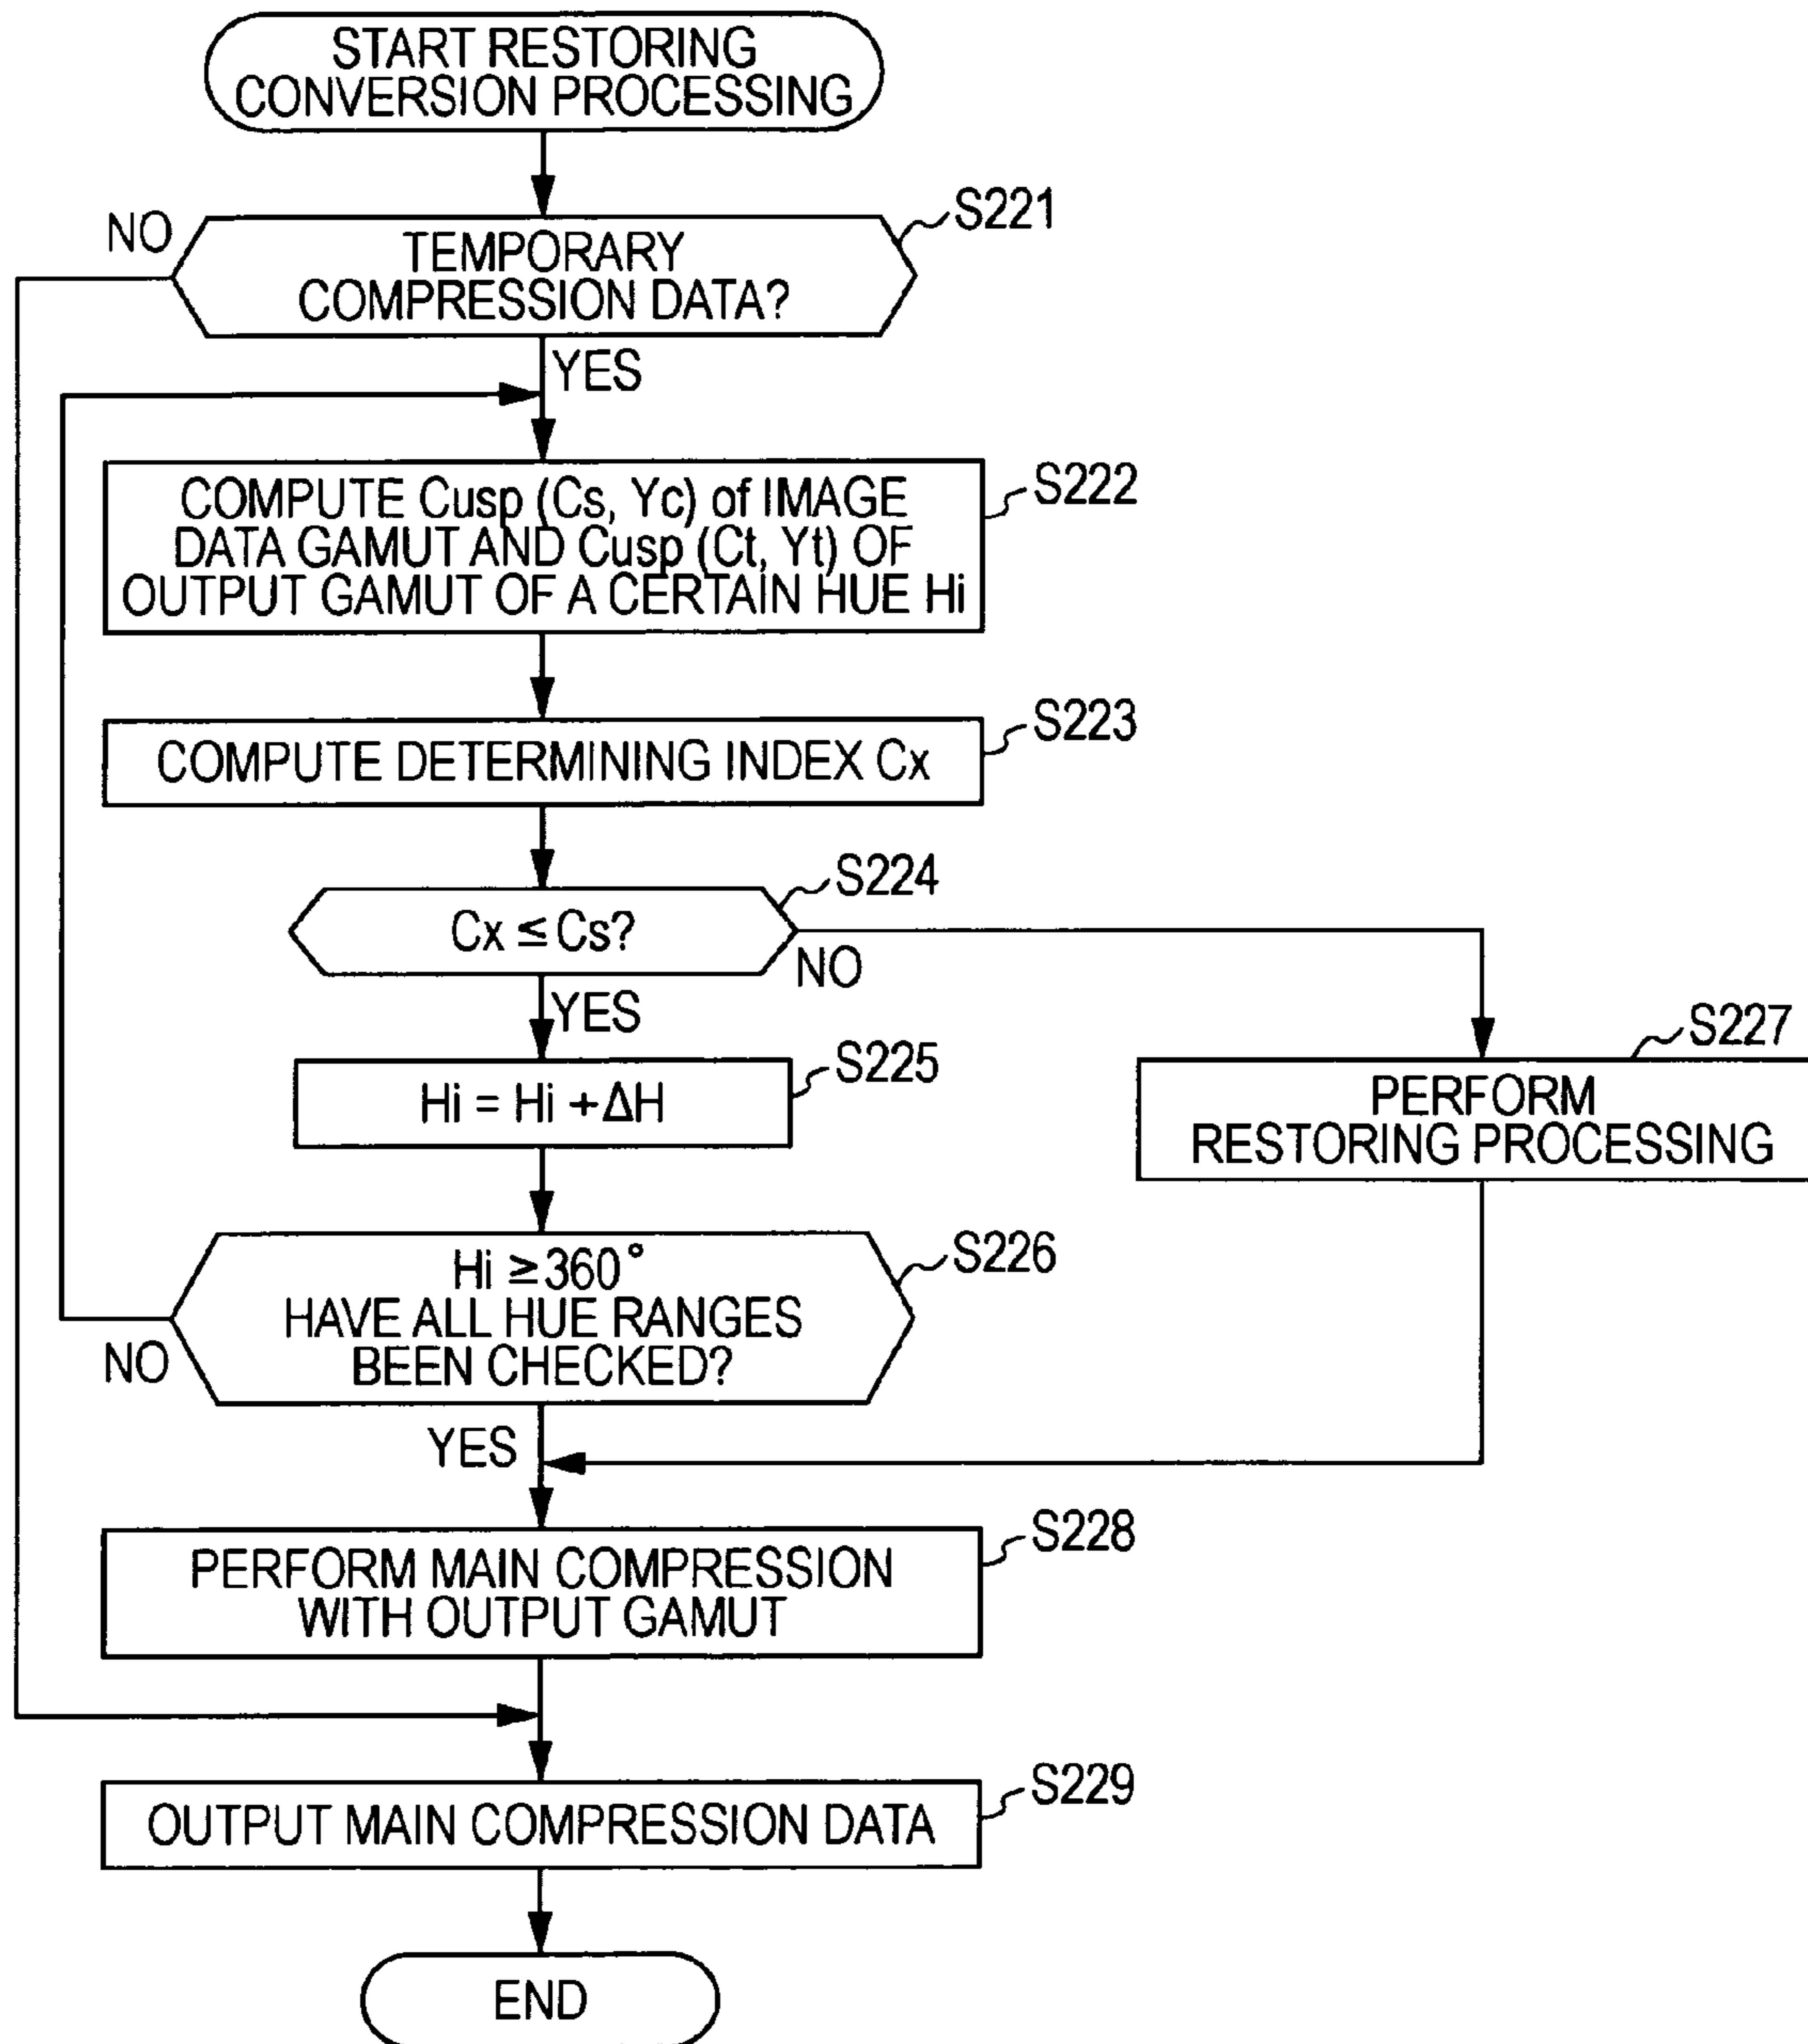 START RESTORING
CONVERSION PROCESSING
S221
NO
TEMPORARY
COMPRESSION DATA?
YES
S222
COMPUTE Cusp (Cs, Yc) of IMAGE
DATA GAMUT AND Cusp (Ct, Yt) OF
OUTPUT GAMUT OF A CERTAIN HUE Hi
S223
COMPUTE DETERMINING INDEX Cx
S224
Cx ≤ Cs?
NO
YES
S225
Hi = Hi + ΔH
S227
PERFORM
RESTORING PROCESSING
S226
Hi ≥ 360°
HAVE ALL HUE RANGES
BEEN CHECKED?
NO
YES
S228
PERFORM MAIN COMPRESSION
WITH OUTPUT GAMUT
S229
OUTPUT MAIN COMPRESSION DATA
END